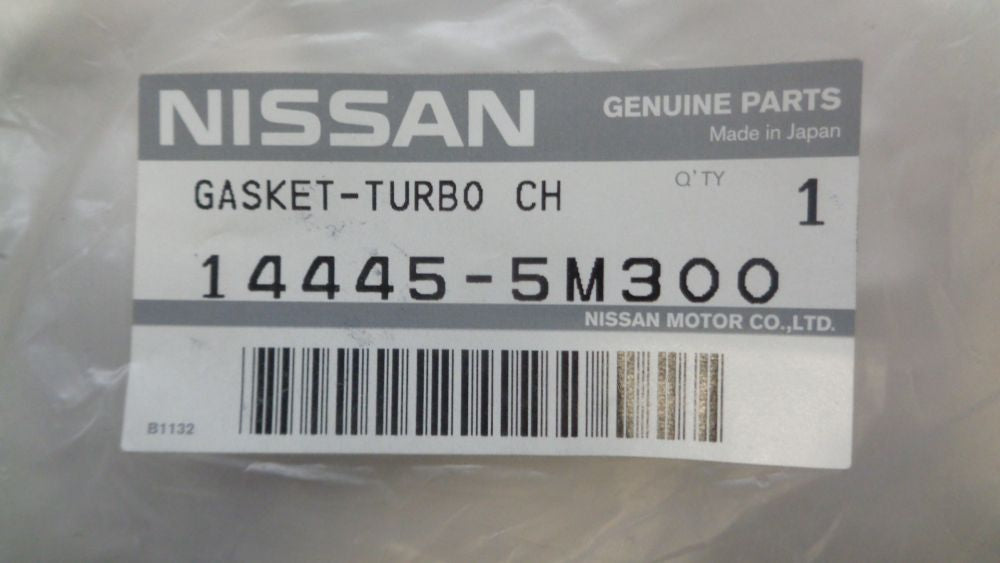 NISSAN
GENUINE PARTS
Made in Japan
GASKET-TURBO CH
Q'TY
1
14445-5M300
NISSAN MOTOR CO.,LTD.
B1132